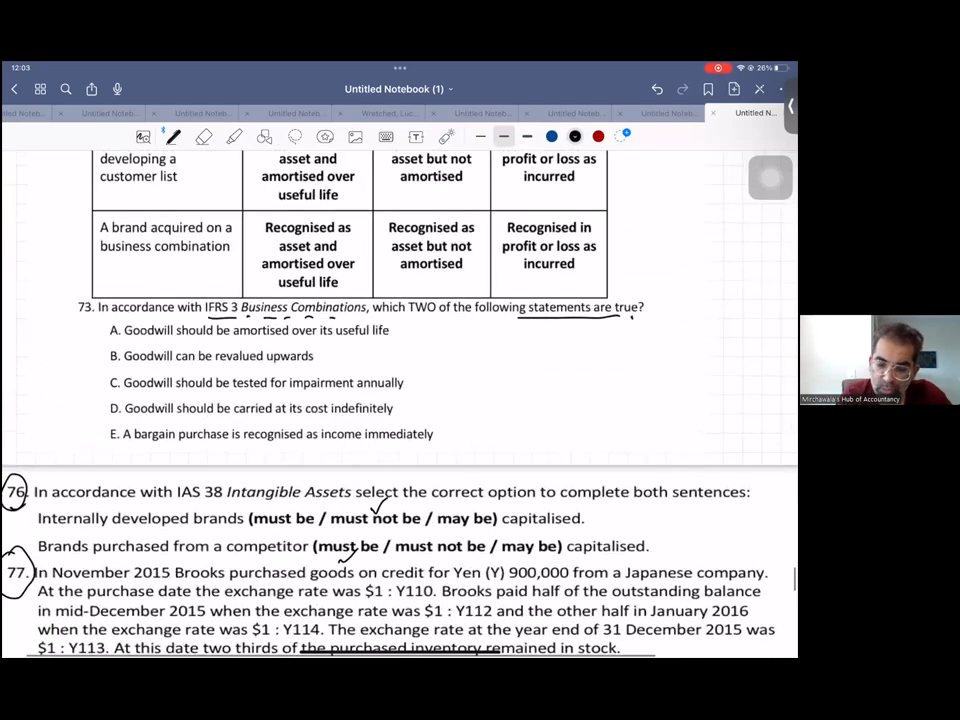 12:03
26%
Untitled Notebook (1)
Untitled Noteb...
Untitled Noteb...
Untitled Noteb...
Watched, Luc...
Untitled Noteb...
Untitled Noteb...
Untitled Noteb...
Untitled N...
developing a customer list
asset and amortised over useful life
asset but not amortised
profit or loss as incurred
A brand acquired on a business combination
Recognised as asset and amortised over useful life
Recognised as asset but not amortised
Recognised in profit or loss as incurred
73. In accordance with IFRS 3 Business Combinations, which TWO of the following statements are true?
A. Goodwill should be amortised over its useful life
B. Goodwill can be revalued upwards
C. Goodwill should be tested for impairment annually
D. Goodwill should be carried at its cost indefinitely
E. A bargain purchase is recognised as income immediately
76. In accordance with IAS 38 Intangible Assets select the correct option to complete both sentences:
Internally developed brands (must be / must not be / may be) capitalised.
Brands purchased from a competitor (must be / must not be / may be) capitalised.
77. In November 2015 Brooks purchased goods on credit for Yen (Y) 900,000 from a Japanese company.
At the purchase date the exchange rate was $1 : Y110. Brooks paid half of the outstanding balance
in mid-December 2015 when the exchange rate was $1 : Y112 and the other half in January 2016
when the exchange rate was $1 : Y114. The exchange rate at the year end of 31 December 2015 was
$1 : Y113. At this date two thirds of the purchased inventory remained in stock.
Mirchawala's Hub of Accountancy